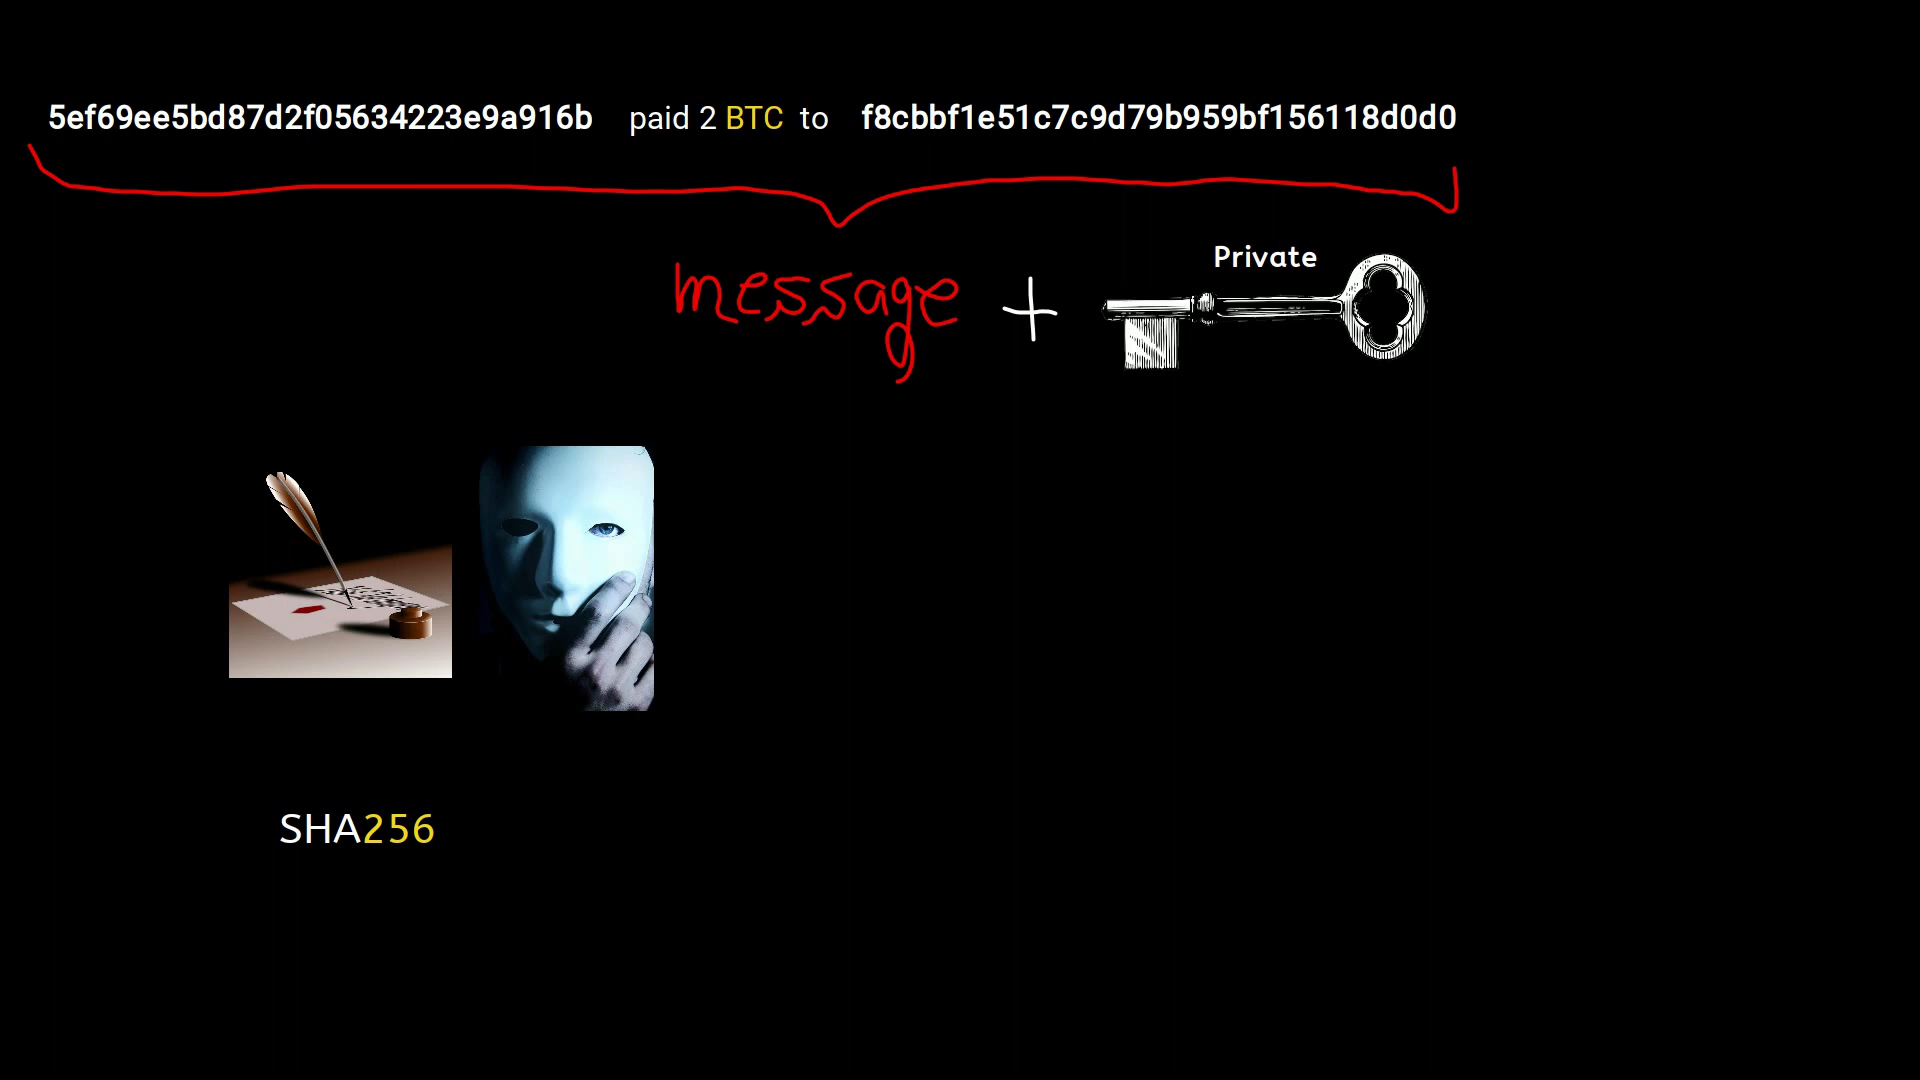 5ef69ee5bd87d2f05634223e9a916b paid 2 BTC to f8cbbf1e51c7c9d79b959bf156118d0d0
message + Private
SHA256